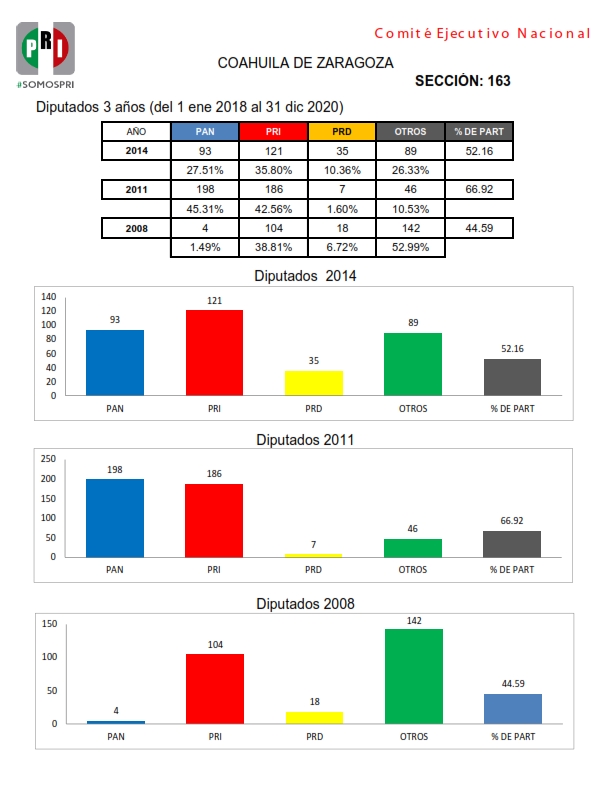 Comité Ejecutivo Nacional
PRI
#SOMOSPRI
COAHUILA DE ZARAGOZA
SECCIÓN: 163
Diputados 3 años (del 1 ene 2018 al 31 dic 2020)
AÑO PAN PRI PRD OTROS % DE PART
2014 93 121 35 89 52.16
27.51% 35.80% 10.36% 26.33%
2011 198 186 7 46 66.92
45.31% 42.56% 1.60% 10.53%
2008 4 104 18 142 44.59
1.49% 38.81% 6.72% 52.99%
Diputados 2014
140
120
100
80
60
40
20
0
93 121 35 89 52.16
PAN PRI PRD OTROS % DE PART
Diputados 2011
250
200
150
100
50
0
198 186 7 46 66.92
PAN PRI PRD OTROS % DE PART
Diputados 2008
150
100
50
0
4 104 18 142 44.59
PAN PRI PRD OTROS % DE PART